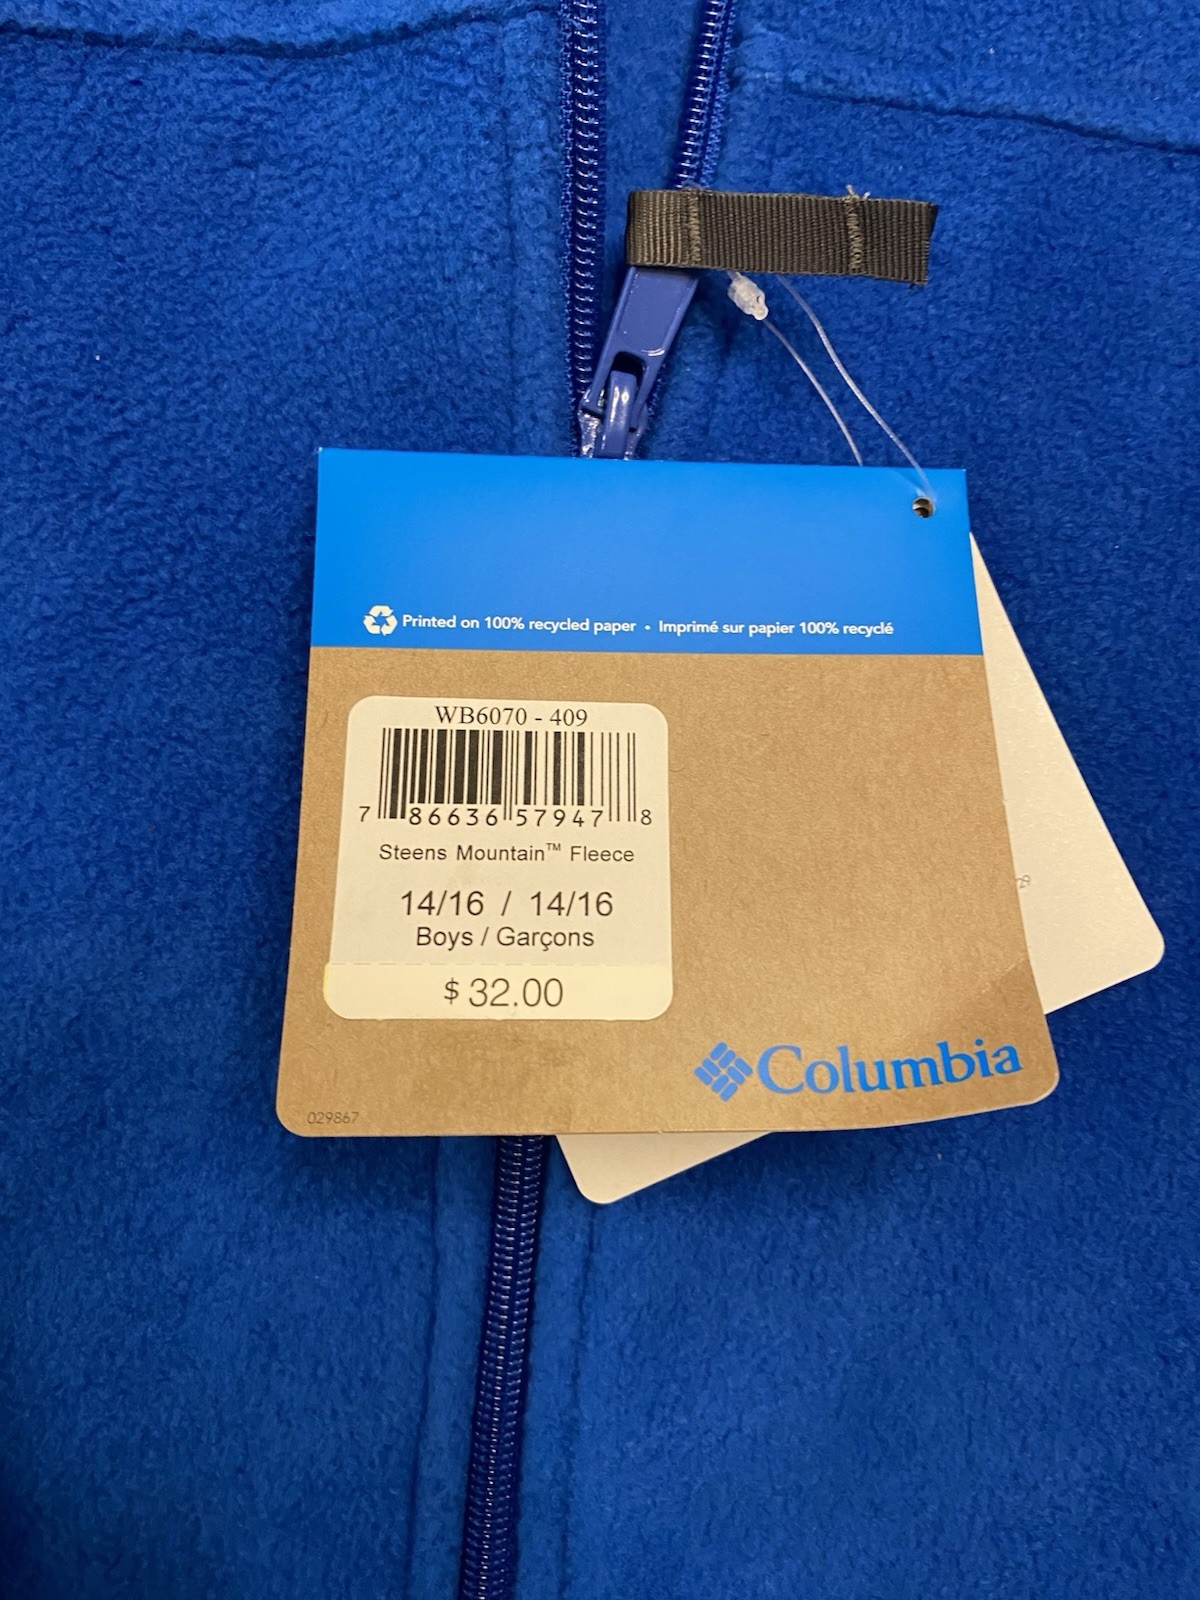 Printed on 100% recycled paper • Imprimé sur papier 100% recyclé
WB6070 - 409
7 86636 57947 8
Steens Mountain™ Fleece
14/16 / 14/16
Boys / Garçons
$ 32.00
Columbia
029867